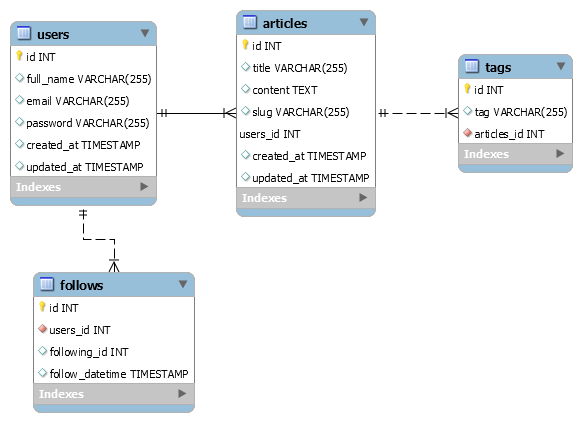 users
id INT
full_name VARCHAR(255)
email VARCHAR(255)
password VARCHAR(255)
created_at TIMESTAMP
updated_at TIMESTAMP
Indexes
articles
id INT
title VARCHAR(255)
content TEXT
slug VARCHAR(255)
users_id INT
created_at TIMESTAMP
updated_at TIMESTAMP
Indexes
tags
id INT
tag VARCHAR(255)
articles_id INT
Indexes
follows
id INT
users_id INT
following_id INT
follow_datetime TIMESTAMP
Indexes